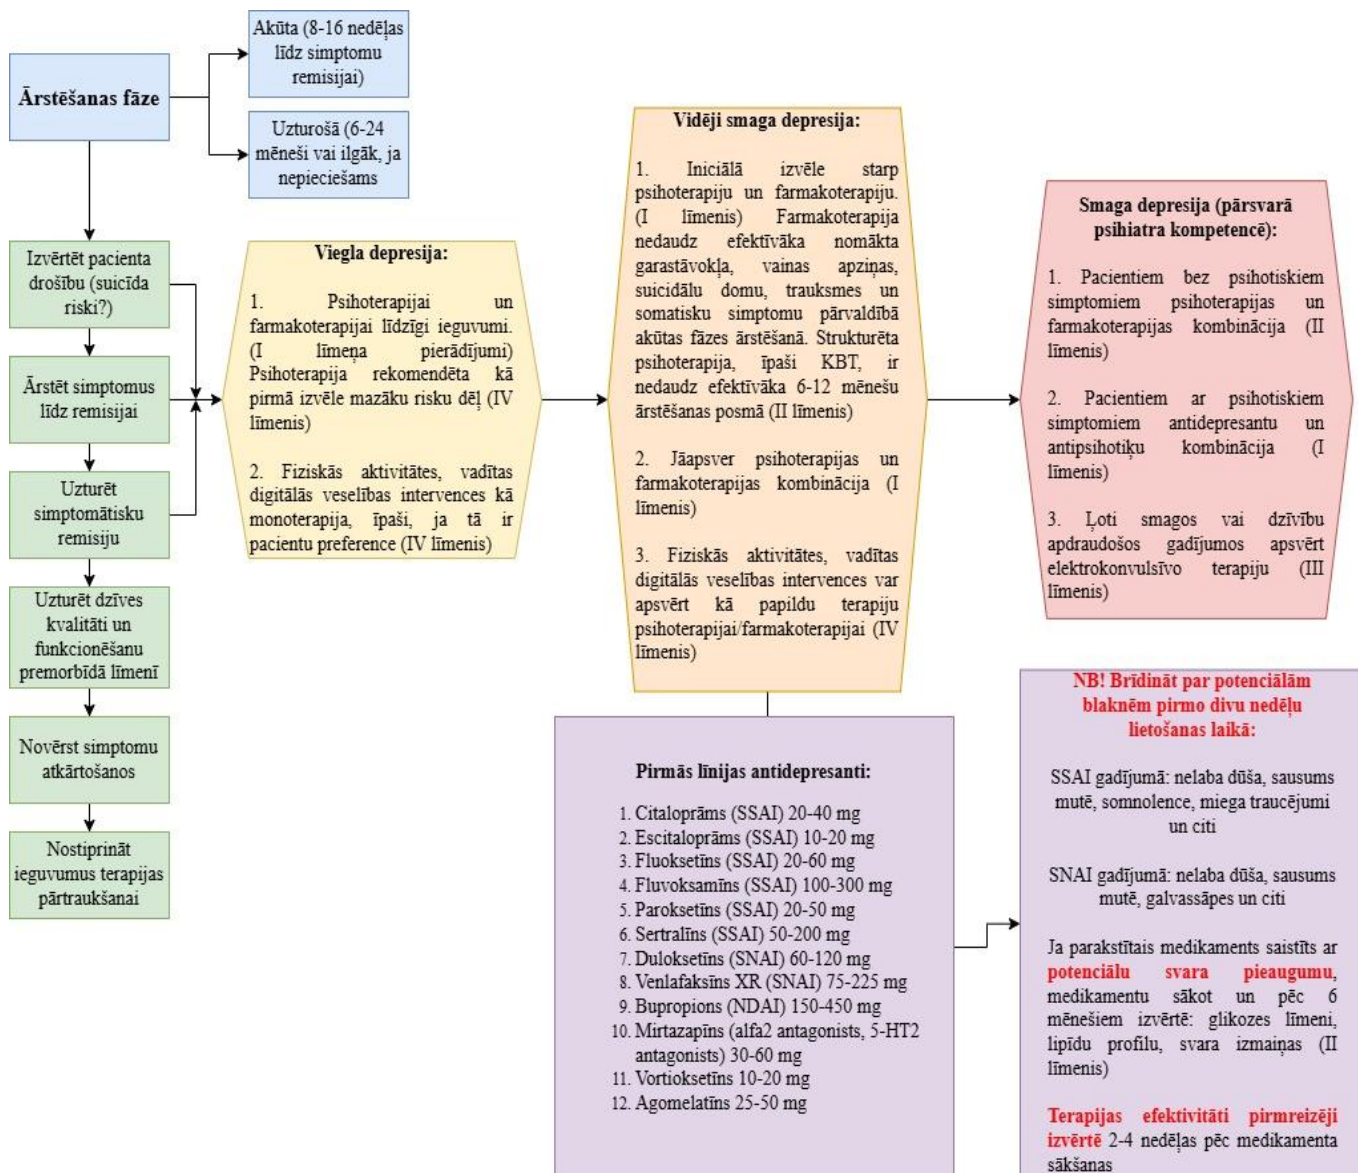 Ārstēšanas fāze
Akūta (8-16 nedēļas
līdz simptomu
remisijai)
Uzturošā (6-24
mēneši vai ilgāk, ja
nepieciešams
Izvērtēt pacienta
drošību (suicīda
riski?)
Ārstēt simptomus
līdz remisijai
Uzturēt
simptomātisku
remisiju
Uzturēt dzīves
kvalitāti un
funkcionēšanu
premorbīdā līmenī
Novērst simptomu
atkārtošanos
Nostiprināt
ieguvumus terapijas
pārtraukšanai
Viegla depresija:
1. Psihoterapijai un
farmakoterapijai līdzīgi ieguvumi.
(I līmeņa pierādījumi)
Psihoterapija rekomendēta kā
pirmā izvēle mazāku risku dēļ (IV
līmenis)
2. Fiziskās aktivitātes, vadītas
digitālās veselības intervences kā
monoterapija, īpaši, ja tā ir
pacientu preference (IV līmenis)
Vidēji smaga depresija:
1. Iniciālā izvēle starp
psihoterapiju un farmakoterapiju.
(I līmenis) Farmakoterapija
nedaudz efektīvāka nomākta
garastāvokļa, vainas apziņas,
suicidālu domu, trauksmes un
somatisku simptomu pārvaldībā
akūtas fāzes ārstēšanā. Strukturēta
psihoterapija, īpaši KBT, ir
nedaudz efektīvāka 6-12 mēnešu
ārstēšanas posmā (II līmenis)
2. Jāapsver psihoterapijas un
farmakoterapijas kombinācija (I
līmenis)
3. Fiziskās aktivitātes, vadītas
digitālās veselības intervences var
apsvērt kā papildu terapiju
psihoterapijai/farmakoterapijai (IV
līmenis)
Smaga depresija (pārsvarā
psihiatra kompetencē):
1. Pacientiem bez psihotiskiem
simptomiem psihoterapijas un
farmakoterapijas kombinācija (II
līmenis)
2. Pacientiem ar psihotiskiem
simptomiem antidepresantu un
antipsihotiķu kombinācija (I
līmenis)
3. Ļoti smagos vai dzīvību
apdraudošos gadījumos apsvērt
elektrokonvulsīvo terapiju (III
līmenis)
Pirmās līnijas antidepresanti:
1. Citaloprāms (SSAI) 20-40 mg
2. Escitaloprāms (SSAI) 10-20 mg
3. Fluoksetīns (SSAI) 20-60 mg
4. Fluvoksamīns (SSAI) 100-300 mg
5. Paroksetīns (SSAI) 20-50 mg
6. Sertralīns (SSAI) 50-200 mg
7. Duloksetīns (SNAI) 60-120 mg
8. Venlafaksīns XR (SNAI) 75-225 mg
9. Bupropions (NDAI) 150-450 mg
10. Mirtazapīns (alfa2 antagonists, 5-HT2
antagonists) 30-60 mg
11. Vortioksetīns 10-20 mg
12. Agomelatīns 25-50 mg
NB! Brīdināt par potenciālām
blaknēm pirmo divu nedēļu
lietošanas laikā:
SSAI gadījumā: nelaba dūša, sausums
mutē, somnolence, miega traucējumi
un citi
SNAI gadījumā: nelaba dūša, sausums
mutē, galvassāpes un citi
Ja parakstītais medikaments saistīts ar
potenciālu svara pieaugumu,
medikamentu sākot un pēc 6
mēnešiem izvērtē: glikozes līmeni,
lipīdu profilu, svara izmaiņas (II
līmenis)
Terapijas efektivitāti pirmreizēji
izvērtē 2-4 nedēļas pēc medikamenta
sākšanas